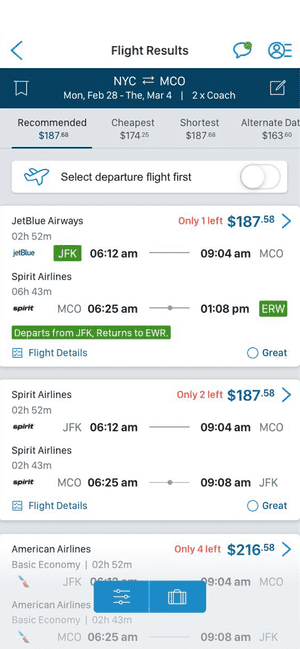 Flight Results
NYC ⇌ MCO
Mon, Feb 28 - The, Mar 4 | 2 x Coach
Recommended
$187.68
Cheapest
$174.25
Shortest
$187.68
Alternate Dat
$163.60
Select departure flight first
JetBlue Airways
Only 1 left $187.58
02h 52m
jetBlue JFK 06:12 am 09:04 am MCO
Spirit Airlines
06h 43m
spirit MCO 06:25 am 01:08 pm ERW
Departs from JFK, Returns to EWR.
Flight Details Great
Spirit Airlines
Only 2 left $187.58
02h 52m
spirit JFK 06:12 am 09:04 am MCO
Spirit Airlines
02h 43m
spirit MCO 06:25 am 09:08 am JFK
Flight Details Great
American Airlines
Only 4 left $216.58
Basic Economy | 02h 52m
JFK 09:04 am MCO
American Airlines
Basic Economy | 02h 43m
MCO 06:25 am 09:08 am JFK